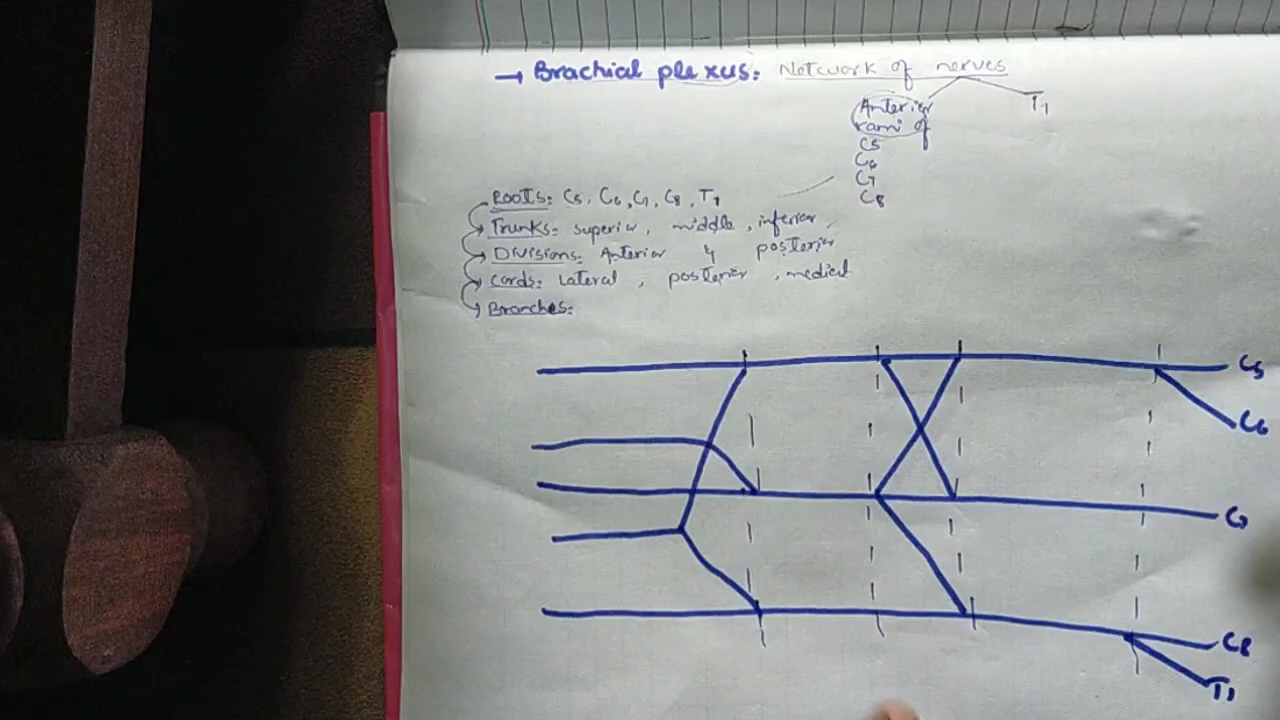 → Brachial plexus: Network of nerves
Anterior
rami of
T1
C5
C6
C7
C8
Roots: C5, C6, C7, C8, T1
Trunks: superior, middle, inferior
Divisions: Anterior & posterior
cords: Lateral, posterior, medical
Branches:
C5
C6
C7
C8
T1